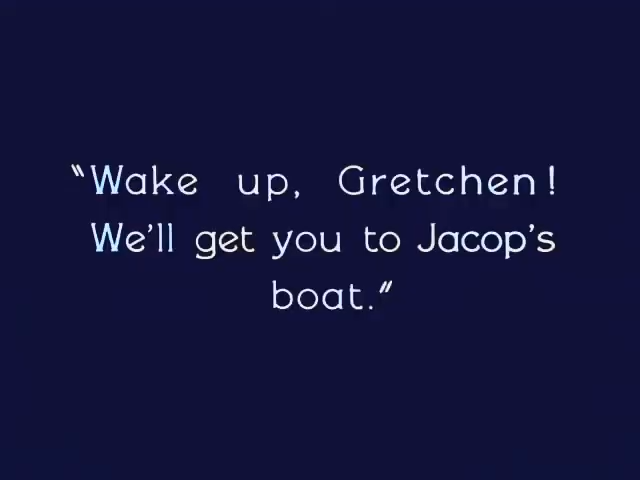 “Wake up, Gretchen!
We'll get you to Jacop's
boat.”